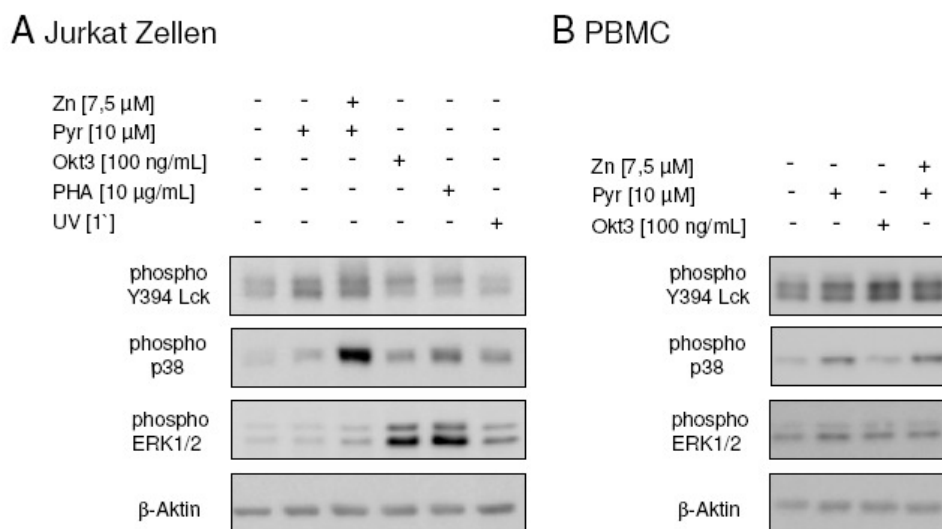 A Jurkat Zellen
Zn [7,5 µM] - - + - - -
Pyr [10 µM] - + + - - -
Okt3 [100 ng/mL] - - - + - -
PHA [10 µg/mL] - - - - + -
UV [1`] - - - - - +
phospho
Y394 Lck
phospho
p38
phospho
ERK1/2
β-Aktin
B PBMC
Zn [7,5 µM] - - - +
Pyr [10 µM] - + - +
Okt3 [100 ng/mL] - - + -
phospho
Y394 Lck
phospho
p38
phospho
ERK1/2
β-Aktin